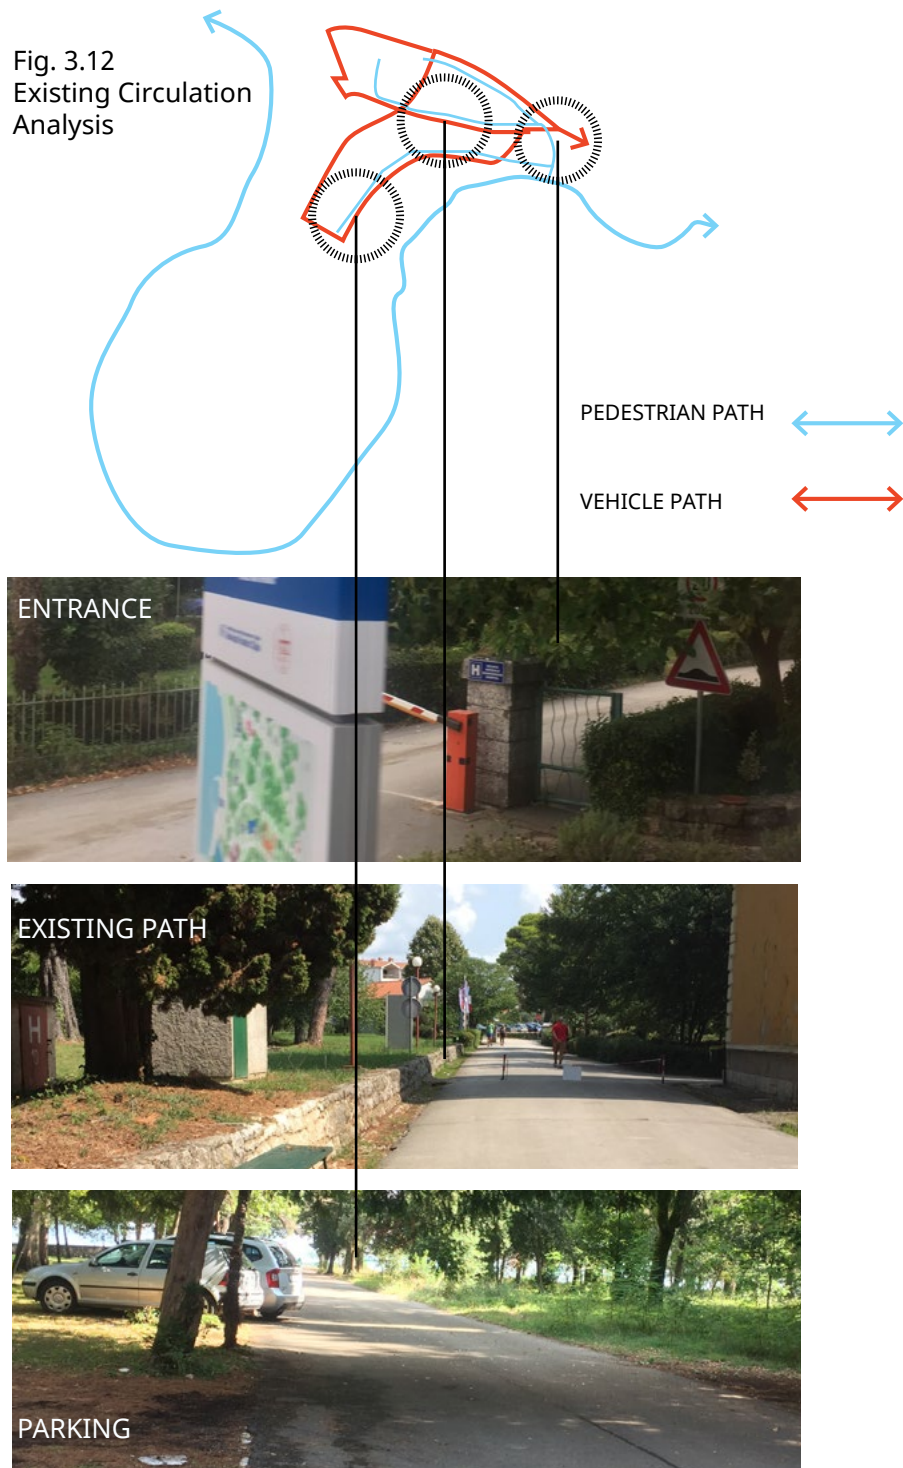 Fig. 3.12
Existing Circulation
Analysis
PEDESTRIAN PATH
VEHICLE PATH
ENTRANCE
H
EXISTING PATH
H
PARKING